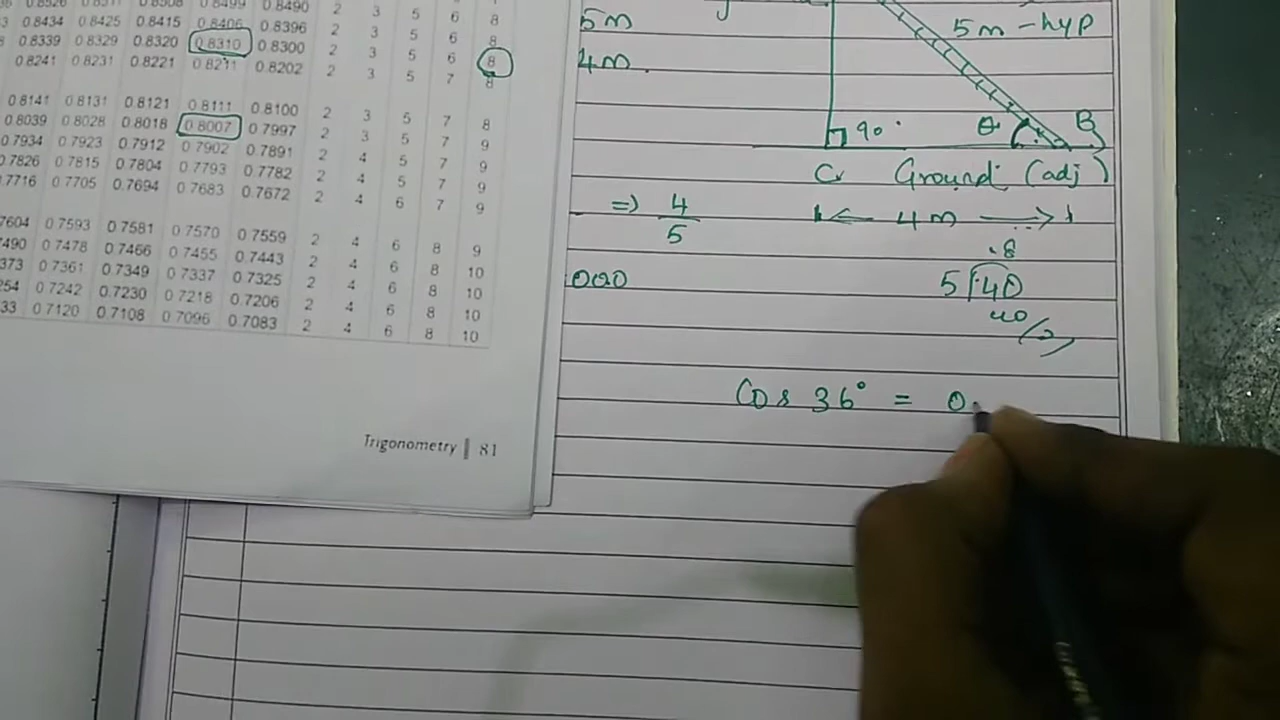 0.8499 0.8490 2 3 5 6 8
0.8434 0.8425 0.8415 0.8406 0.8396 2 3 5 6 8
0.8339 0.8329 0.8320 0.8310 0.8300 2 3 5 6 8
0.8241 0.8231 0.8221 0.8211 0.8202 2 3 5 7 8
0.8141 0.8131 0.8121 0.8111 0.8100 2 3 5 7 8
0.8039 0.8028 0.8018 0.8007 0.7997 2 3 5 7 9
0.7934 0.7923 0.7912 0.7902 0.7891 2 4 5 7 9
0.7826 0.7815 0.7804 0.7793 0.7782 2 4 5 7 9
0.7716 0.7705 0.7694 0.7683 0.7672 2 4 6 7 9
7604 0.7593 0.7581 0.7570 0.7559 2 4 6 8 9
7490 0.7478 0.7466 0.7455 0.7443 2 4 6 8 10
373 0.7361 0.7349 0.7337 0.7325 2 4 6 8 10
254 0.7242 0.7230 0.7218 0.7206 2 4 6 8 10
33 0.7120 0.7108 0.7096 0.7083 2 4 6 8 10
Trigonometry 81
5m
4m.
5m - hyp
90°
θ B
C Ground (adj)
4m
⇒ 4
5
000
.8
5 40
40
Cos 36° = 0.